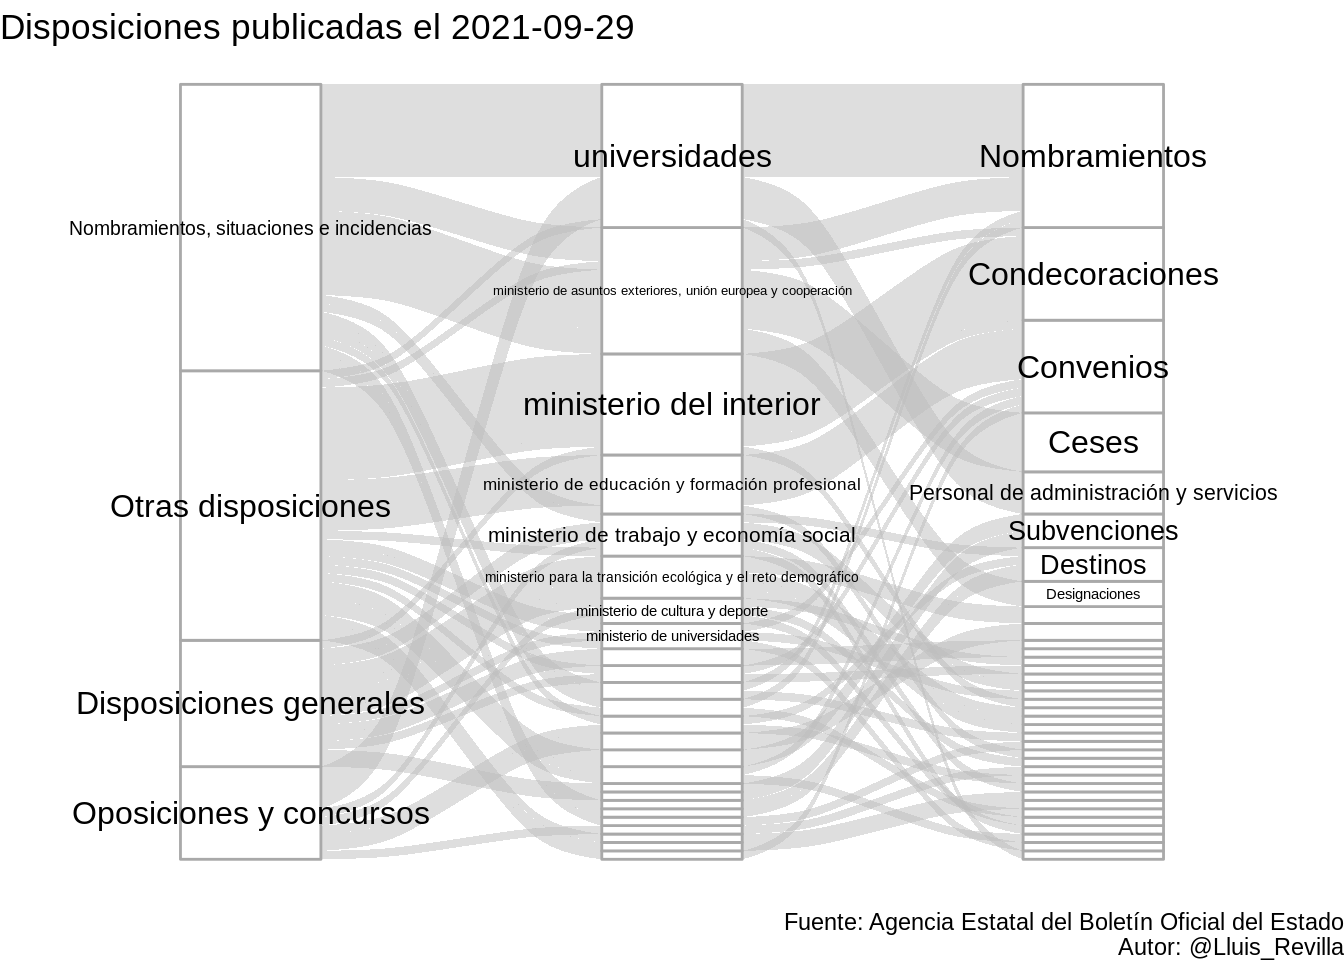 Disposiciones publicadas el 2021-09-29
Nombramientos, situaciones e incidencias
Otras disposiciones
Disposiciones generales
Oposiciones y concursos
universidades
ministerio de asuntos exteriores, unión europea y cooperación
ministerio del interior
ministerio de educación y formación profesional
ministerio de trabajo y economía social
ministerio para la transición ecológica y el reto demográfico
ministerio de cultura y deporte
ministerio de universidades
Nombramientos
Condecoraciones
Convenios
Ceses
Personal de administración y servicios
Subvenciones
Destinos
Designaciones
Fuente: Agencia Estatal del Boletín Oficial del Estado
Autor: @Lluis_Revilla